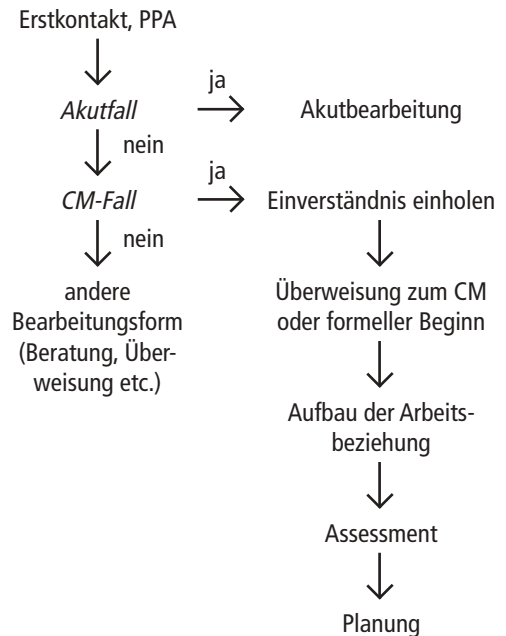 Erstkontakt, PPA
ja
Akutfall
Akutbearbeitung
nein
ja
CM-Fall
Einverständnis einholen
nein
andere
Bearbeitungsform
(Beratung, Über-
weisung etc.)
Überweisung zum CM
oder formeller Beginn
Aufbau der Arbeits-
beziehung
Assessment
Planung